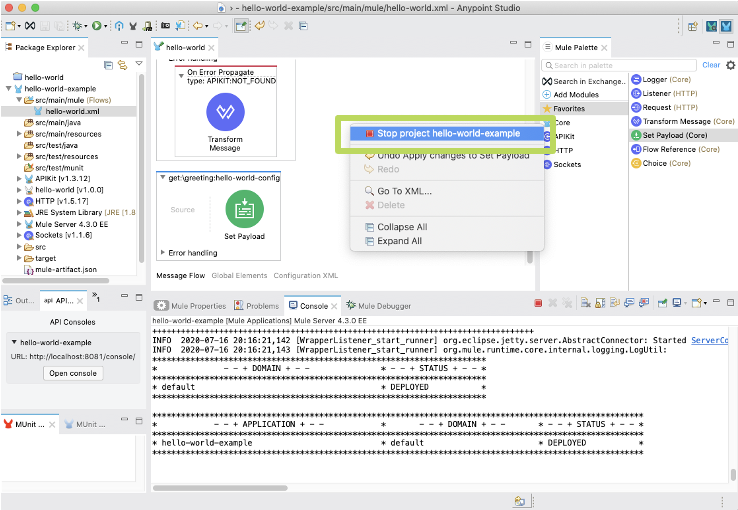 › – hello-world-example/src/main/mule/hello-world.xml – Anypoint Studio
Package Explorer
hello-world
hello-world-example
src/main/mule (Flows)
hello-world.xml
src/main/java
src/main/resources
src/test/java
src/test/resources
src/test/munit
APIKit [v1.3.12]
hello-world [v1.0.0]
HTTP [v1.5.17]
JRE System Library [JRE [1.8
Mule Server 4.3.0 EE
Sockets [v1.1.6]
src
target
mule-artifact.json
hello-world
Error handling
On Error Propagate
type: APIKIT:NOT_FOUND
Transform
Message
get:\greeting:hello-world-config
Source
Set Payload
Error handling
Message Flow Global Elements Configuration XML
Stop project hello-world-example
Undo Apply changes to Set Payload
Redo
Go To XML...
Delete
Collapse All
Expand All
Mule Palette
Search in palette
Clear
Search in Exchange..
Add Modules
Favorites
Core
APIKit
HTTP
Sockets
Logger (Core)
Listener (HTTP)
Request (HTTP)
Transform Message (Core)
Set Payload (Core)
Flow Reference (Core)
Choice (Core)
Out... API...
1
API Consoles
hello-world-example
URL: http://localhost:8081/console/
Open console
MUnit ... MUnit ...
Mule Properties Problems Console Mule Debugger
hello-world-example [Mule Applications] Mule Server 4.3.0 EE
INFO 2020-07-16 20:16:21,142 [WrapperListener_start_runner] org.eclipse.jetty.server.AbstractConnector: Started ServerCo
INFO 2020-07-16 20:16:21,143 [WrapperListener_start_runner] org.mule.runtime.core.internal.logging.LogUtil:
* - - + DOMAIN + - - * - - + STATUS + - - *
* default * DEPLOYED *
* - - + APPLICATION + - - * - - + DOMAIN + - - * - - + STATUS + - - *
* hello-world-example * default * DEPLOYED *